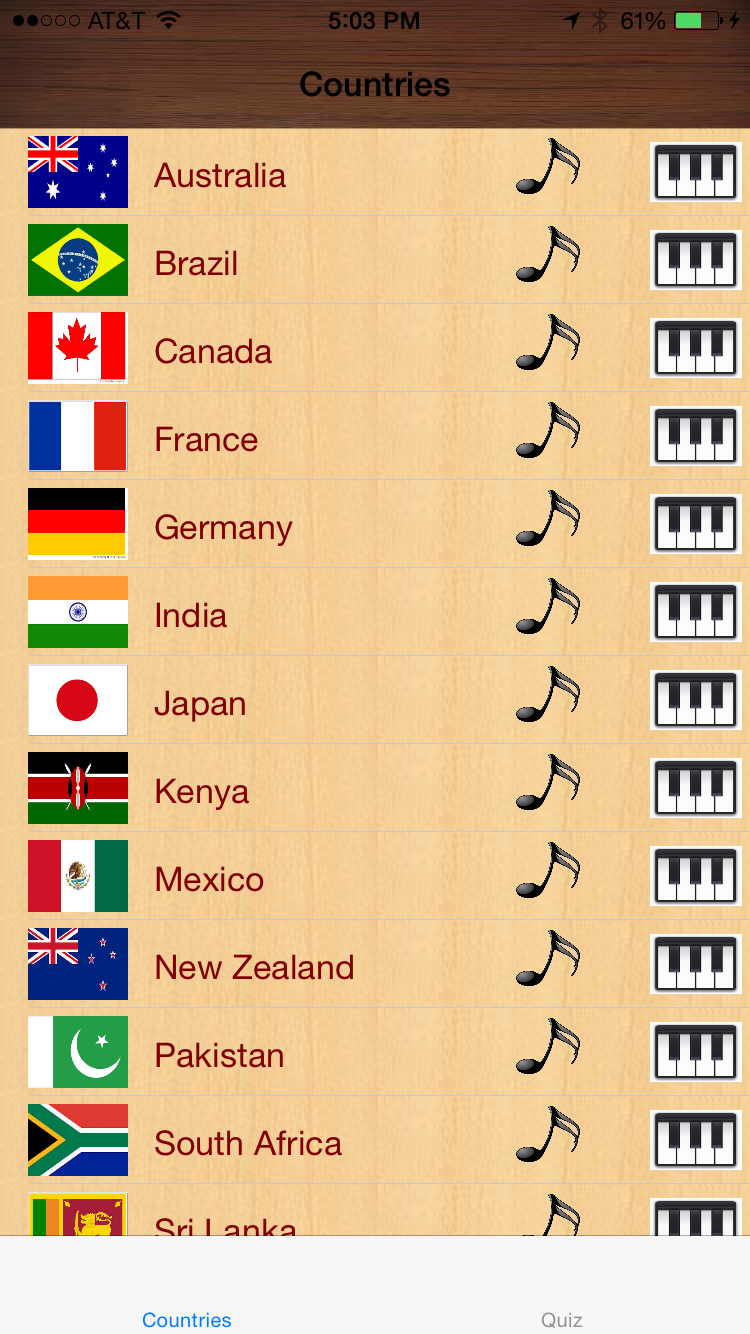 AT&T 5:03 PM 61%
Countries
Australia
Brazil
Canada
France
Germany
India
Japan
Kenya
Mexico
New Zealand
Pakistan
South Africa
Sri Lanka
Countries Quiz